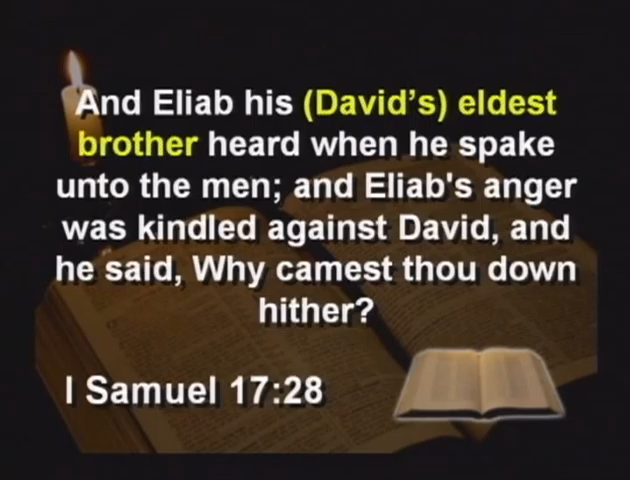 And Eliab his (David's) eldest
brother heard when he spake
unto the men; and Eliab's anger
was kindled against David, and
he said, Why camest thou down
hither?
I Samuel 17:28